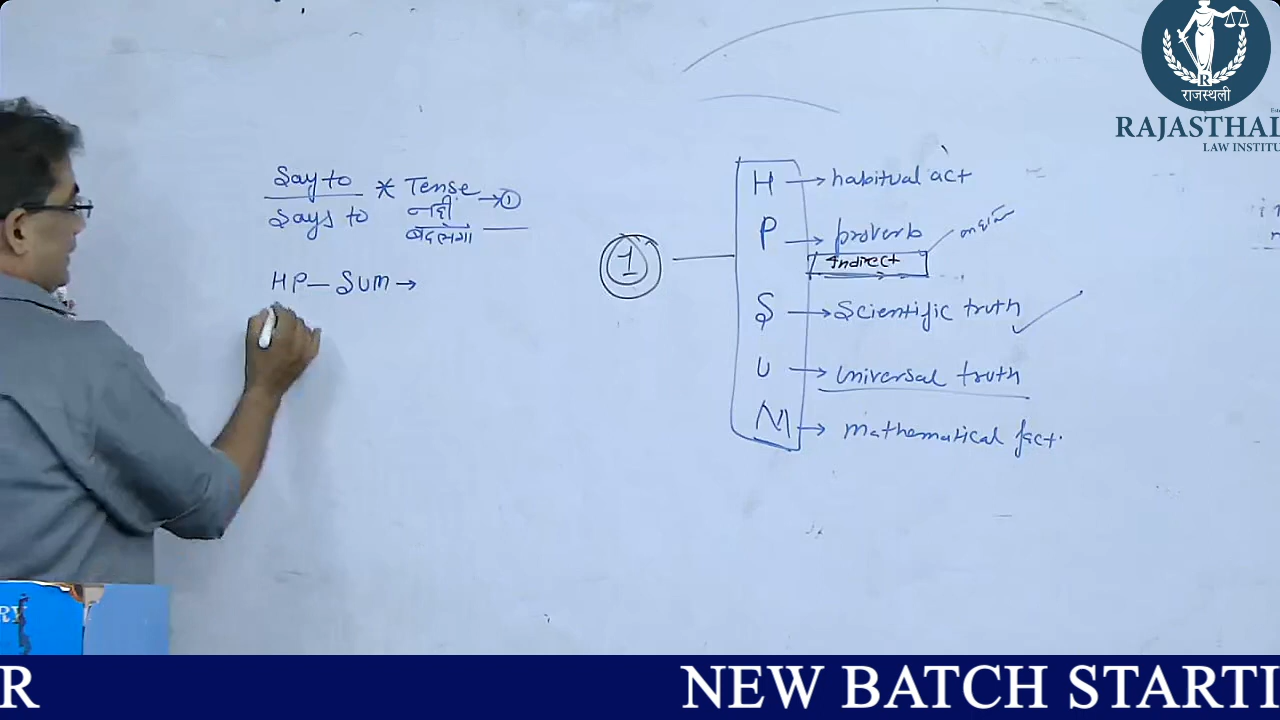 Say to
Says to
* Tense → ①
नहीं
बदलेगा
HP — SUM →
1
H → habitual act
P → proverb
Indirect
S → Scientific truth
U → universal truth
M → mathematical fact.
राजस्थली
RAJASTHAL
LAW INSTITU
R NEW BATCH STARTI